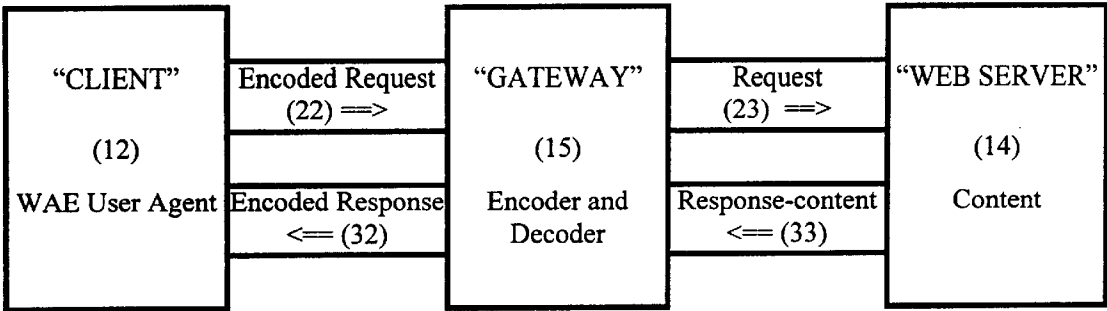 “CLIENT”
(12)
WAE User Agent
Encoded Request
(22) ==>
Encoded Response
<== (32)
“GATEWAY”
(15)
Encoder and
Decoder
Request
(23) ==>
Response-content
<== (33)
“WEB SERVER”
(14)
Content